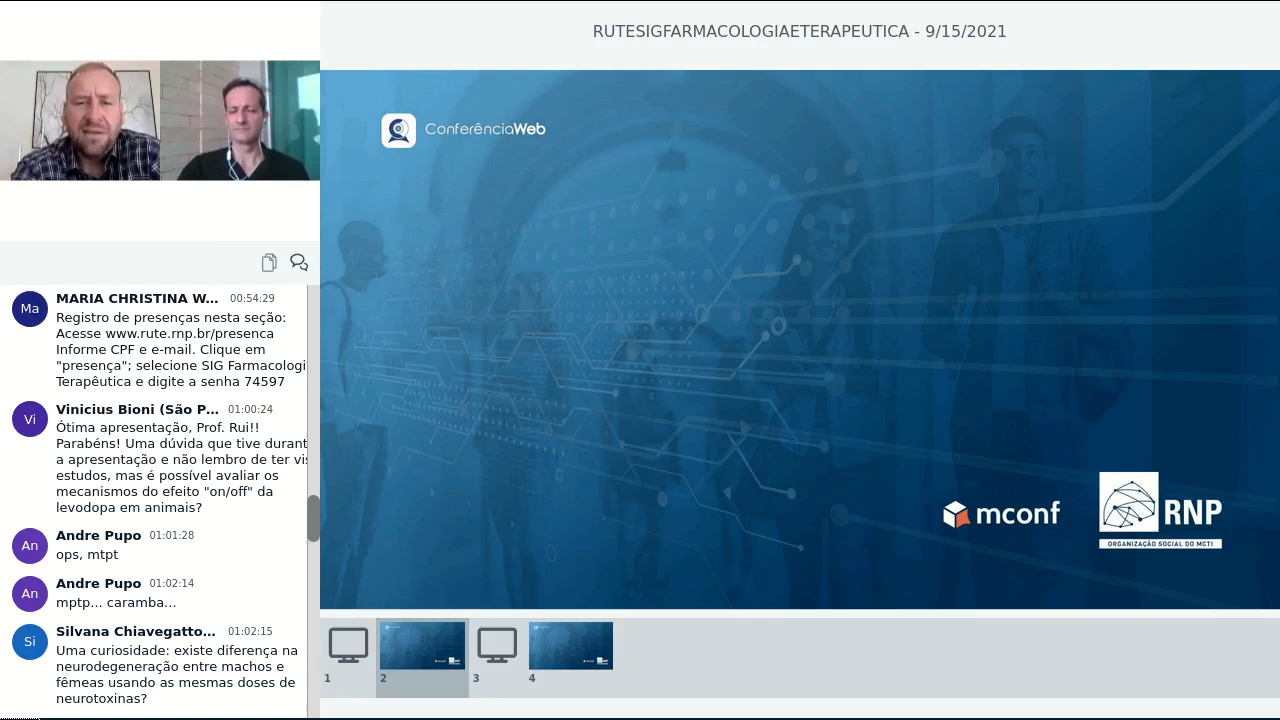 RUTESIGFARMACOLOGIAETERAPEUTICA - 9/15/2021
ConferênciaWeb
Ma
MARIA CHRISTINA W... 00:54:29
Registro de presenças nesta seção:
Acesse www.rute.rnp.br/presenca
Informe CPF e e-mail. Clique em
"presença"; selecione SIG Farmacologi
Terapêutica e digite a senha 74597
Vi
Vinicius Bioni (São P... 01:00:24
Ótima apresentação, Prof. Rui!!
Parabéns! Uma dúvida que tive durant
a apresentação e não lembro de ter vis
estudos, mas é possível avaliar os
mecanismos do efeito "on/off" da
levodopa em animais?
An
Andre Pupo 01:01:28
ops, mtpt
An
Andre Pupo 01:02:14
mptp... caramba...
Si
Silvana Chiavegatto... 01:02:15
Uma curiosidade: existe diferença na
neurodegeneração entre machos e
fêmeas usando as mesmas doses de
neurotoxinas?
mconf
RNP
ORGANIZAÇÃO SOCIAL DO MCTI
1
2
3
4